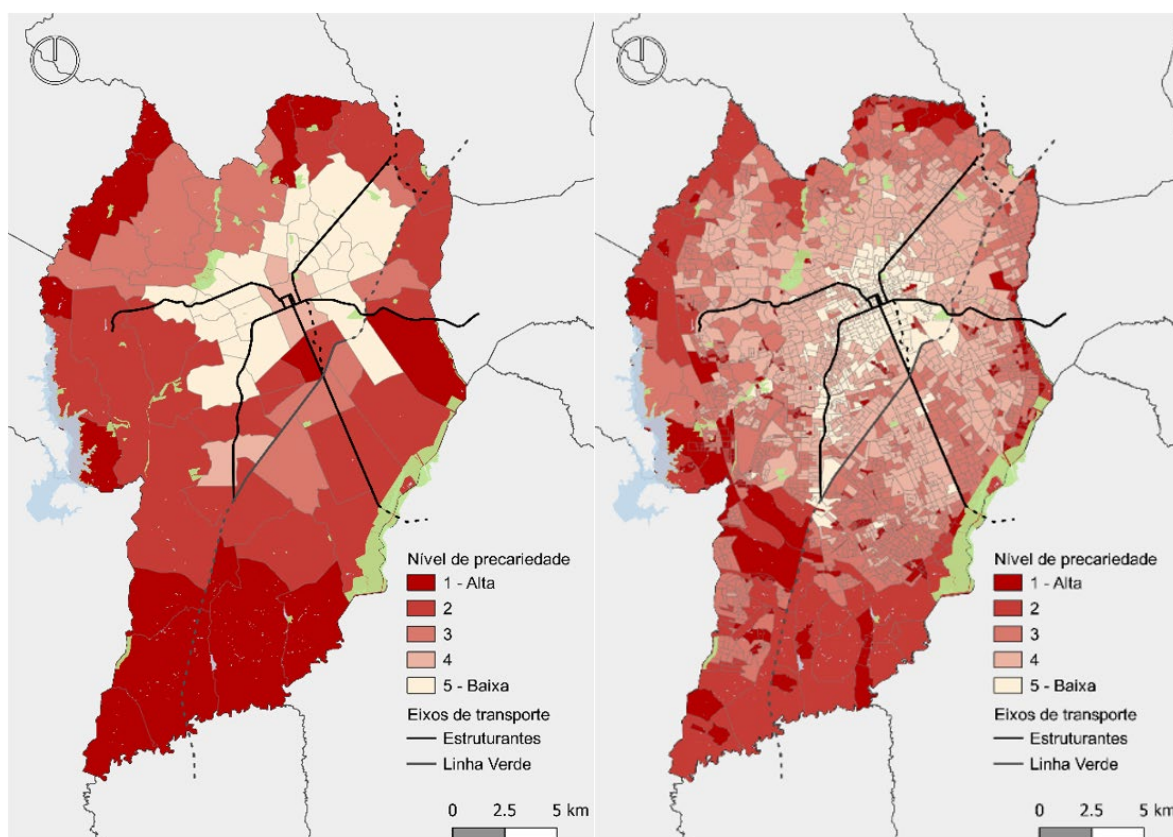 Nível de precariedade
1 - Alta
2
3
4
5 - Baixa
Eixos de transporte
Estruturantes
Linha Verde
0 2.5 5 km
Nível de precariedade
1 - Alta
2
3
4
5 - Baixa
Eixos de transporte
Estruturantes
Linha Verde
0 2.5 5 km